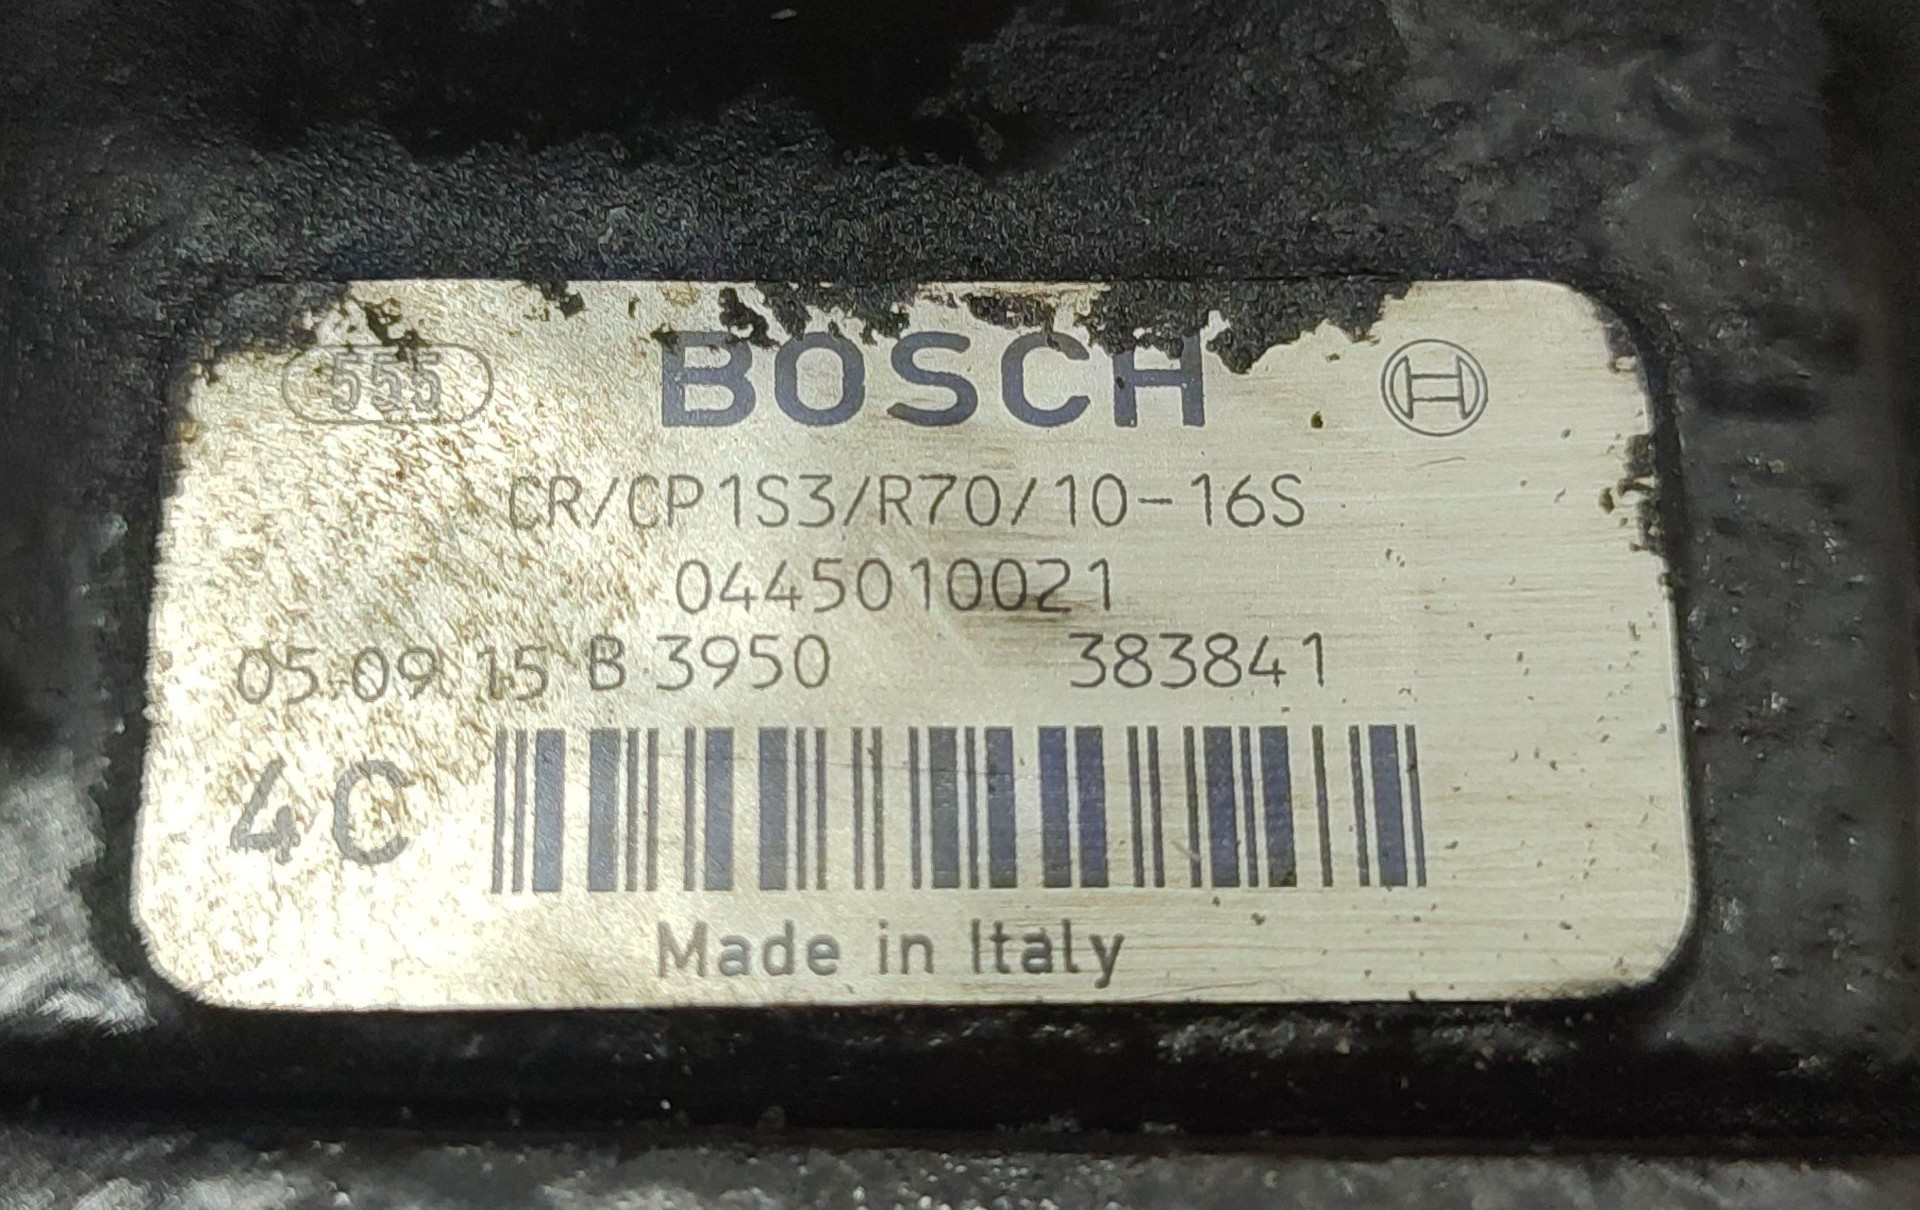 555 BOSCH
CR/CP1S3/R70/10-16S
0445010021
05.09.15 B 3950 383841
4C
Made in Italy